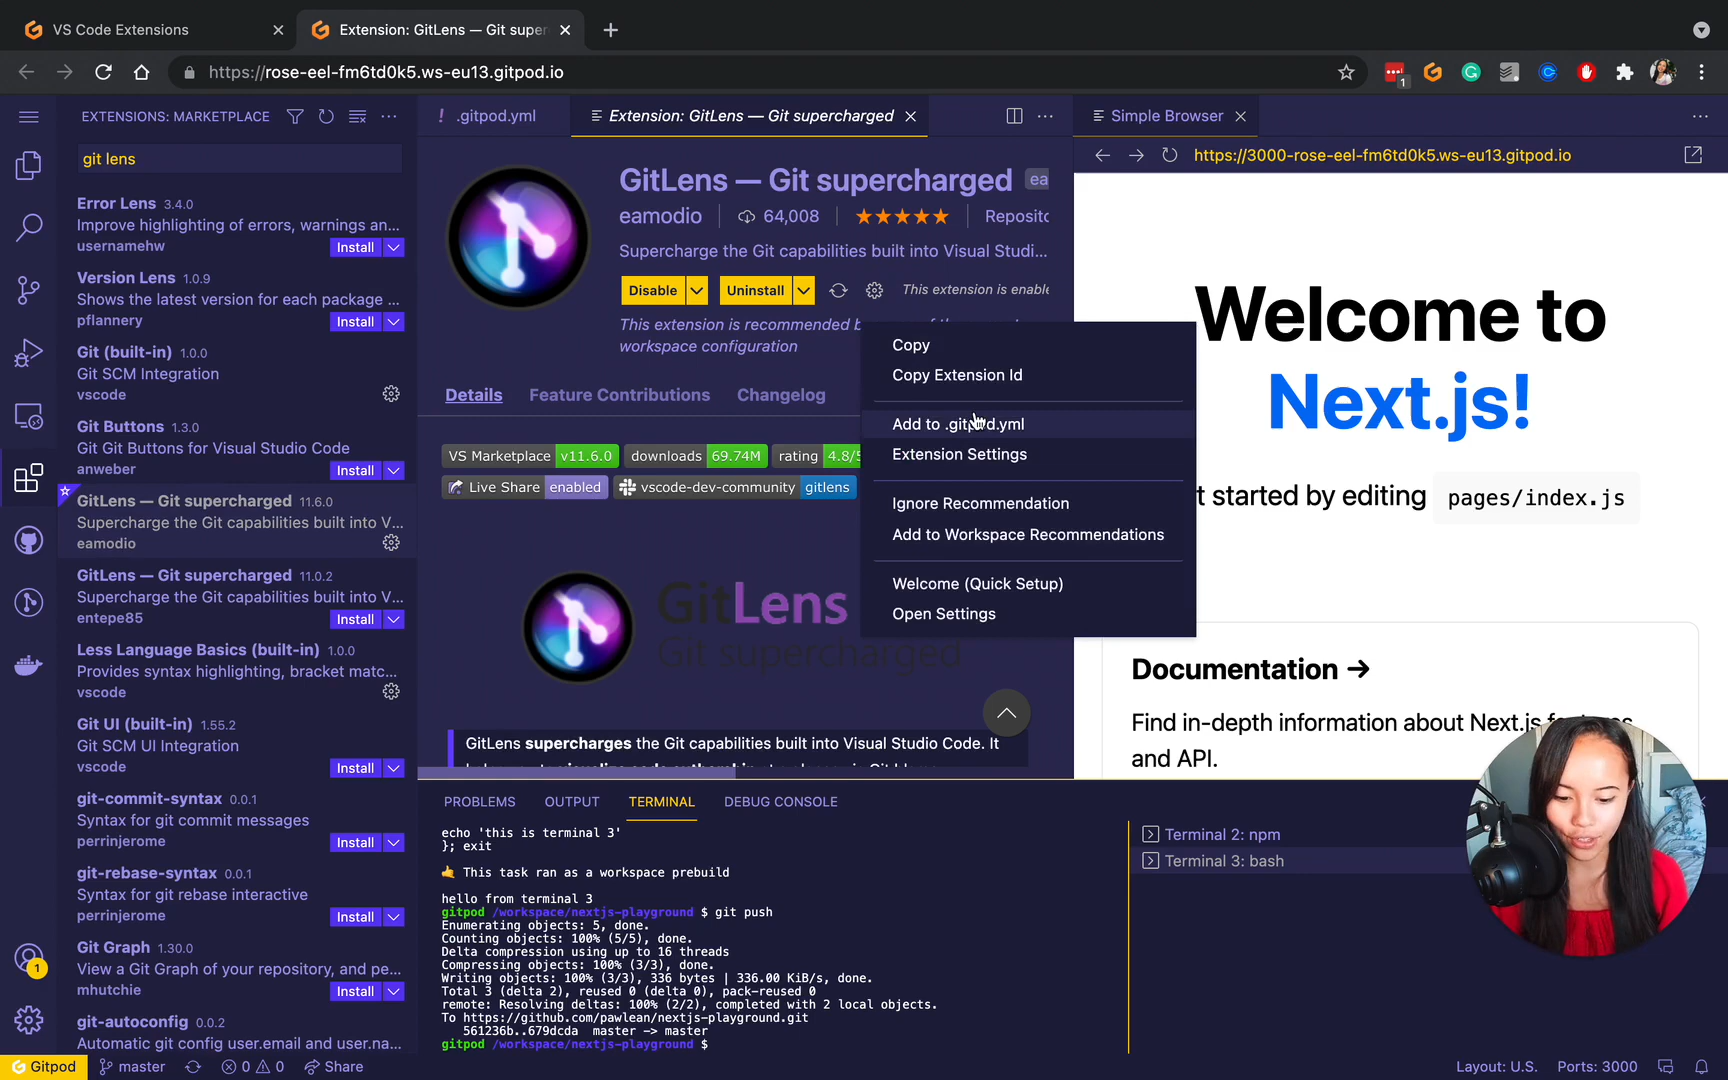 VS Code Extensions
Extension: GitLens — Git super
https://rose-eel-fm6td0k5.ws-eu13.gitpod.io
1
EXTENSIONS: MARKETPLACE
git lens
Error Lens 3.4.0
Improve highlighting of errors, warnings an...
usernamehw
Install
Version Lens 1.0.9
Shows the latest version for each package ...
pflannery
Install
Git (built-in) 1.0.0
Git SCM Integration
vscode
Git Buttons 1.3.0
Git Git Buttons for Visual Studio Code
anweber
Install
GitLens — Git supercharged 11.6.0
Supercharge the Git capabilities built into V...
eamodio
GitLens — Git supercharged 11.0.2
Supercharge the Git capabilities built into V...
entepe85
Install
Less Language Basics (built-in) 1.0.0
Provides syntax highlighting, bracket matc...
vscode
Git UI (built-in) 1.55.2
Git SCM UI Integration
vscode
Install
git-commit-syntax 0.0.1
Syntax for git commit messages
perrinjerome
Install
git-rebase-syntax 0.0.1
Syntax for git rebase interactive
perrinjerome
Install
Git Graph 1.30.0
View a Git Graph of your repository, and pe...
mhutchie
Install
git-autoconfig 0.0.2
Automatic git config user.email and user.na...
1
! .gitpod.yml
Extension: GitLens — Git supercharged
GitLens — Git supercharged ea
eamodio 64,008 Reposito
Supercharge the Git capabilities built into Visual Studi...
Disable Uninstall This extension is enable
This extension is recommended
workspace configuration
Details Feature Contributions Changelog
VS Marketplace v11.6.0 downloads 69.74M rating 4.8/5
Live Share enabled vscode-dev-community gitlens
GitLens
Git supercharged
GitLens supercharges the Git capabilities built into Visual Studio Code. It
Copy
Copy Extension Id
Add to .gitpod.yml
Extension Settings
Ignore Recommendation
Add to Workspace Recommendations
Welcome (Quick Setup)
Open Settings
Simple Browser
https://3000-rose-eel-fm6td0k5.ws-eu13.gitpod.io
Welcome to
Next.js!
t started by editing pages/index.js
Documentation →
Find in-depth information about Next.js features
and API.
PROBLEMS OUTPUT TERMINAL DEBUG CONSOLE
echo 'this is terminal 3'
}; exit
This task ran as a workspace prebuild
hello from terminal 3
gitpod /workspace/nextjs-playground $ git push
Enumerating objects: 5, done.
Counting objects: 100% (5/5), done.
Delta compression using up to 16 threads
Compressing objects: 100% (3/3), done.
Writing objects: 100% (3/3), 336 bytes | 336.00 KiB/s, done.
Total 3 (delta 2), reused 0 (delta 0), pack-reused 0
remote: Resolving deltas: 100% (2/2), completed with 2 local objects.
To https://github.com/pawlean/nextjs-playground.git
561236b..679dcda master -> master
gitpod /workspace/nextjs-playground $
Terminal 2: npm
Terminal 3: bash
Gitpod master 0 0 Share
Layout: U.S. Ports: 3000